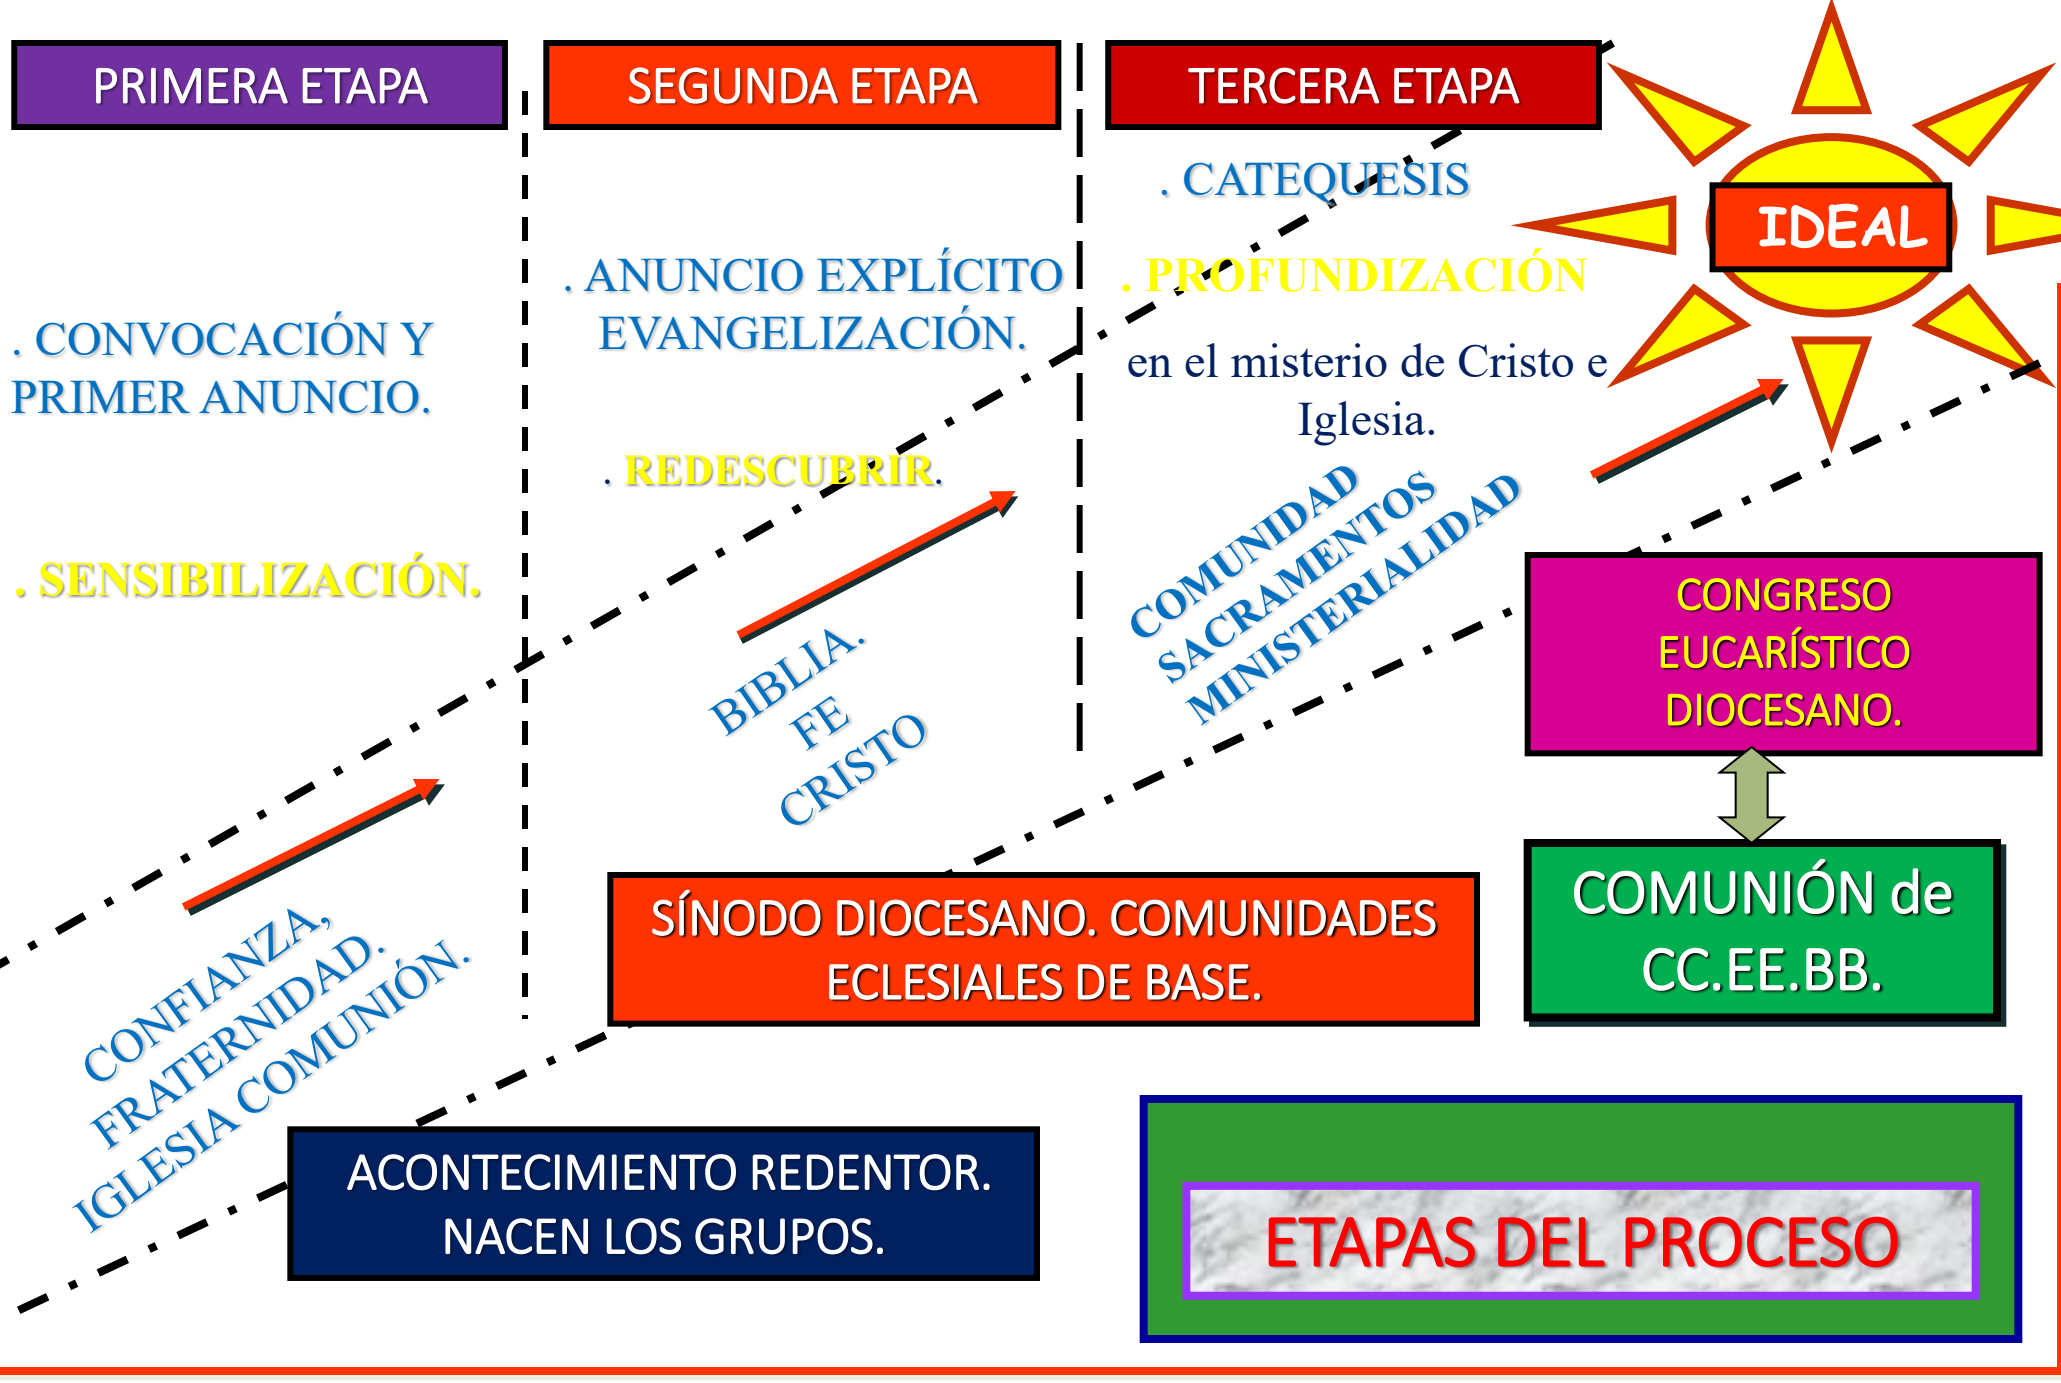 PRIMERA ETAPA
. CONVOCACIÓN Y
PRIMER ANUNCIO.
. SENSIBILIZACIÓN.
CONFIANZA,
FRATERNIDAD.
IGLESIA COMUNIÓN.
ACONTECIMIENTO REDENTOR.
NACEN LOS GRUPOS.
SEGUNDA ETAPA
. ANUNCIO EXPLÍCITO
EVANGELIZACIÓN.
. REDESCUBRIR.
BIBLIA.
FE
CRISTO
SÍNODO DIOCESANO. COMUNIDADES
ECLESIALES DE BASE.
TERCERA ETAPA
. CATEQUESIS
. PROFUNDIZACIÓN
en el misterio de Cristo e
Iglesia.
COMUNIDAD
SACRAMENTOS
MINISTERIALIDAD
IDEAL
CONGRESO
EUCARÍSTICO
DIOCESANO.
COMUNIÓN de
CC.EE.BB.
ETAPAS DEL PROCESO